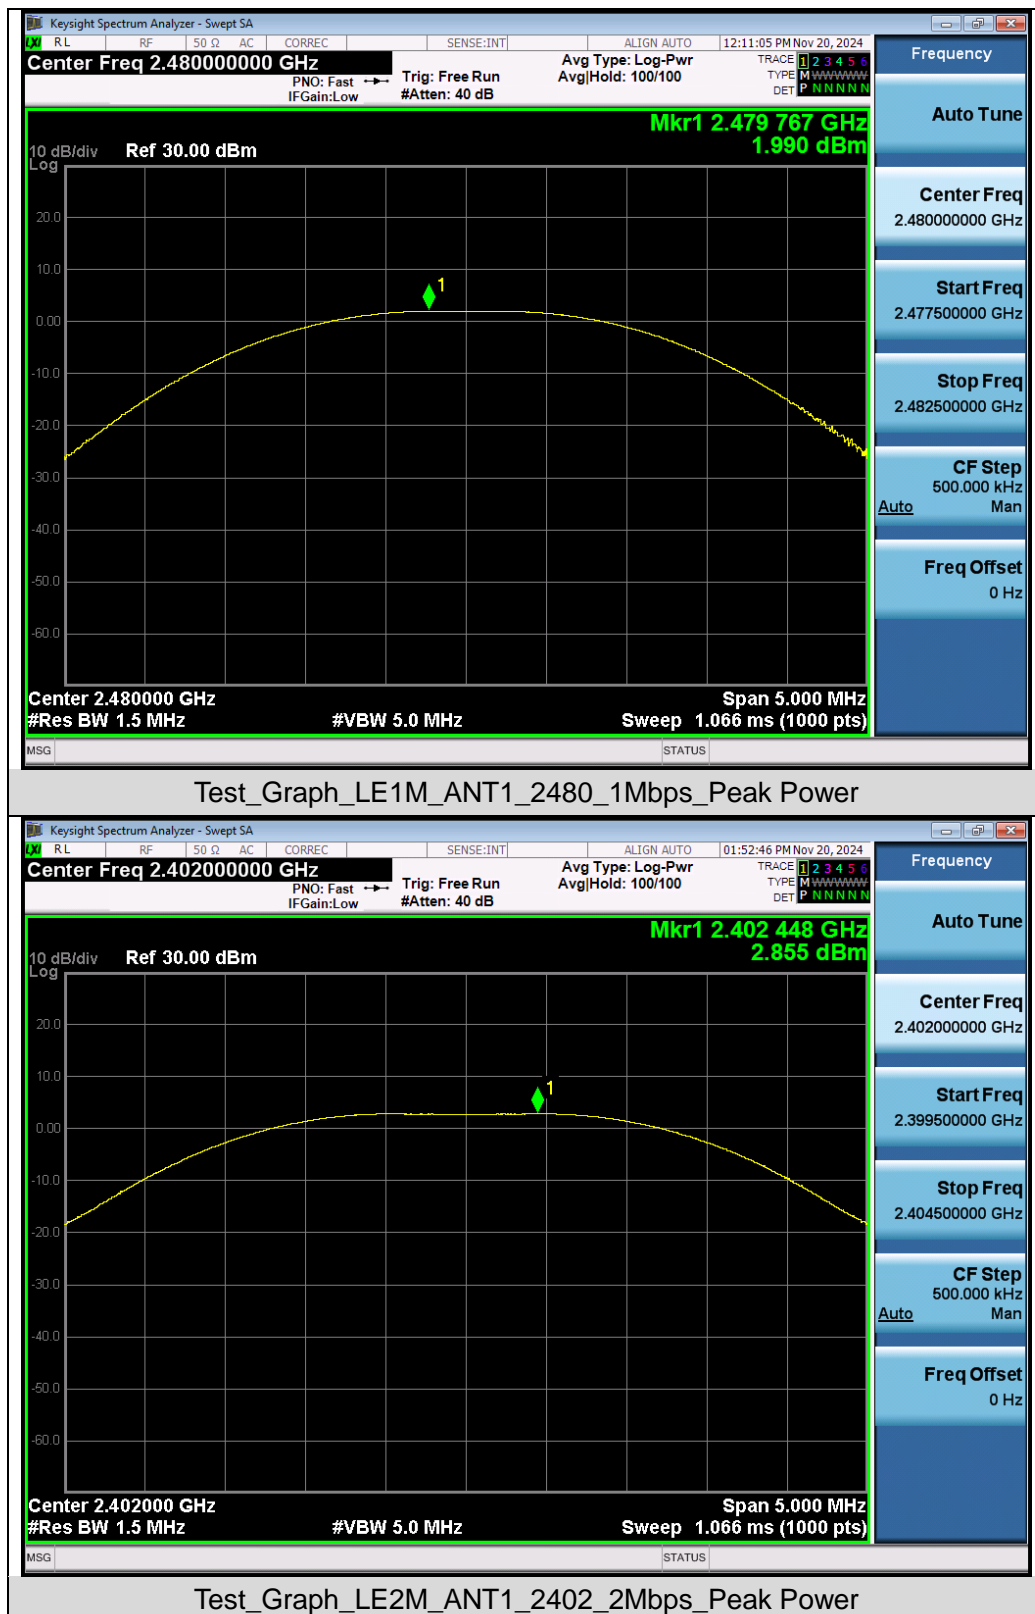 Keysight Spectrum Analyzer - Swept SA
LXI RL RF 50 Ω AC CORREC SENSE:INT ALIGN AUTO 12:11:05 PM Nov 20, 2024
Center Freq 2.480000000 GHz
PNO: Fast
IFGain:Low
Trig: Free Run
#Atten: 40 dB
Avg Type: Log-Pwr
Avg|Hold: 100/100
TRACE 1 2 3 4 5 6
TYPE M WWWWW
DET P N N N N N
Mkr1 2.479 767 GHz
1.990 dBm
10 dB/div Ref 30.00 dBm
Log
20.0
10.0
0.00
-10.0
-20.0
-30.0
-40.0
-50.0
-60.0
1
Center 2.480000 GHz Span 5.000 MHz
#Res BW 1.5 MHz #VBW 5.0 MHz Sweep 1.066 ms (1000 pts)
MSG STATUS
Frequency
Auto Tune
Center Freq
2.480000000 GHz
Start Freq
2.477500000 GHz
Stop Freq
2.482500000 GHz
CF Step
500.000 kHz
Auto Man
Freq Offset
0 Hz
Test_Graph_LE1M_ANT1_2480_1Mbps_Peak Power
Keysight Spectrum Analyzer - Swept SA
LXI RL RF 50 Ω AC CORREC SENSE:INT ALIGN AUTO 01:52:46 PM Nov 20, 2024
Center Freq 2.402000000 GHz
PNO: Fast
IFGain:Low
Trig: Free Run
#Atten: 40 dB
Avg Type: Log-Pwr
Avg|Hold: 100/100
TRACE 1 2 3 4 5 6
TYPE M WWWWW
DET P N N N N N
Mkr1 2.402 448 GHz
2.855 dBm
10 dB/div Ref 30.00 dBm
Log
20.0
10.0
0.00
-10.0
-20.0
-30.0
-40.0
-50.0
-60.0
1
Center 2.402000 GHz Span 5.000 MHz
#Res BW 1.5 MHz #VBW 5.0 MHz Sweep 1.066 ms (1000 pts)
MSG STATUS
Frequency
Auto Tune
Center Freq
2.402000000 GHz
Start Freq
2.399500000 GHz
Stop Freq
2.404500000 GHz
CF Step
500.000 kHz
Auto Man
Freq Offset
0 Hz
Test_Graph_LE2M_ANT1_2402_2Mbps_Peak Power